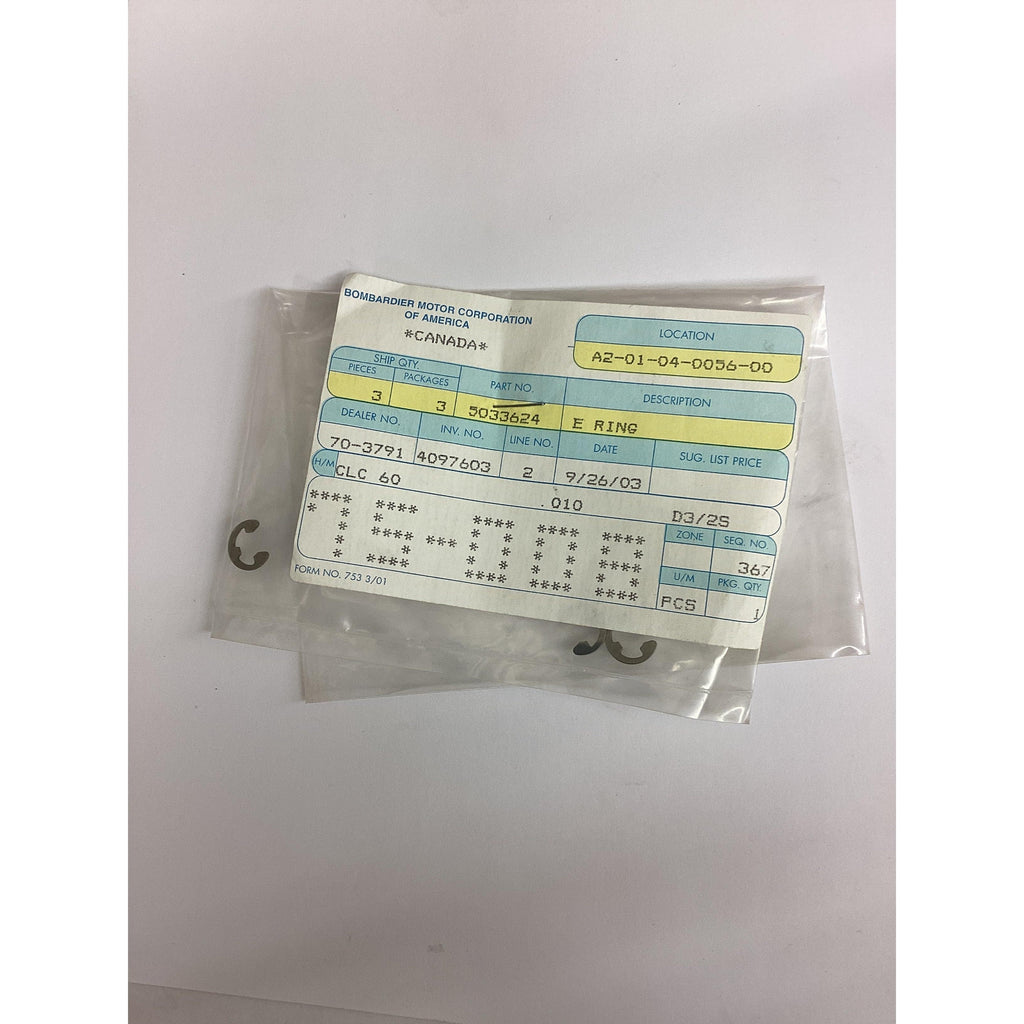 BOMBARDIER MOTOR CORPORATION
OF AMERICA
*CANADA*
LOCATION
A2-01-04-0056-00
SHIP QTY.
PIECES PACKAGES PART NO. DESCRIPTION
3 3 5033624 E RING
DEALER NO. INV. NO. LINE NO. DATE SUG. LIST PRICE
70-3791 4097603 2 9/26/03
H/M CLC 60 .010 D3/2S
75-008
ZONE SEQ. NO.
367
U/M PKG. QTY.
PCS 1
FORM NO. 753 3/01